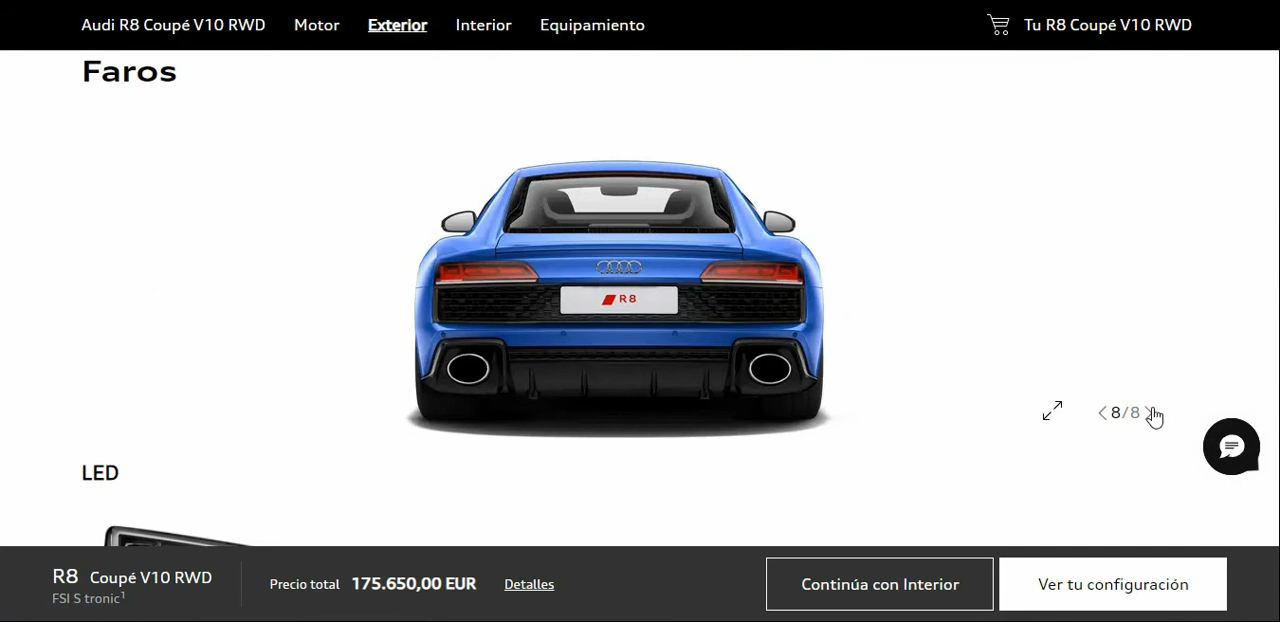 Audi R8 Coupé V10 RWD Motor Exterior Interior Equipamiento Tu R8 Coupé V10 RWD
Faros
R8
8/8
LED
R8 Coupé V10 RWD
FSI S tronic¹
Precio total 175.650,00 EUR Detalles
Continúa con Interior
Ver tu configuración